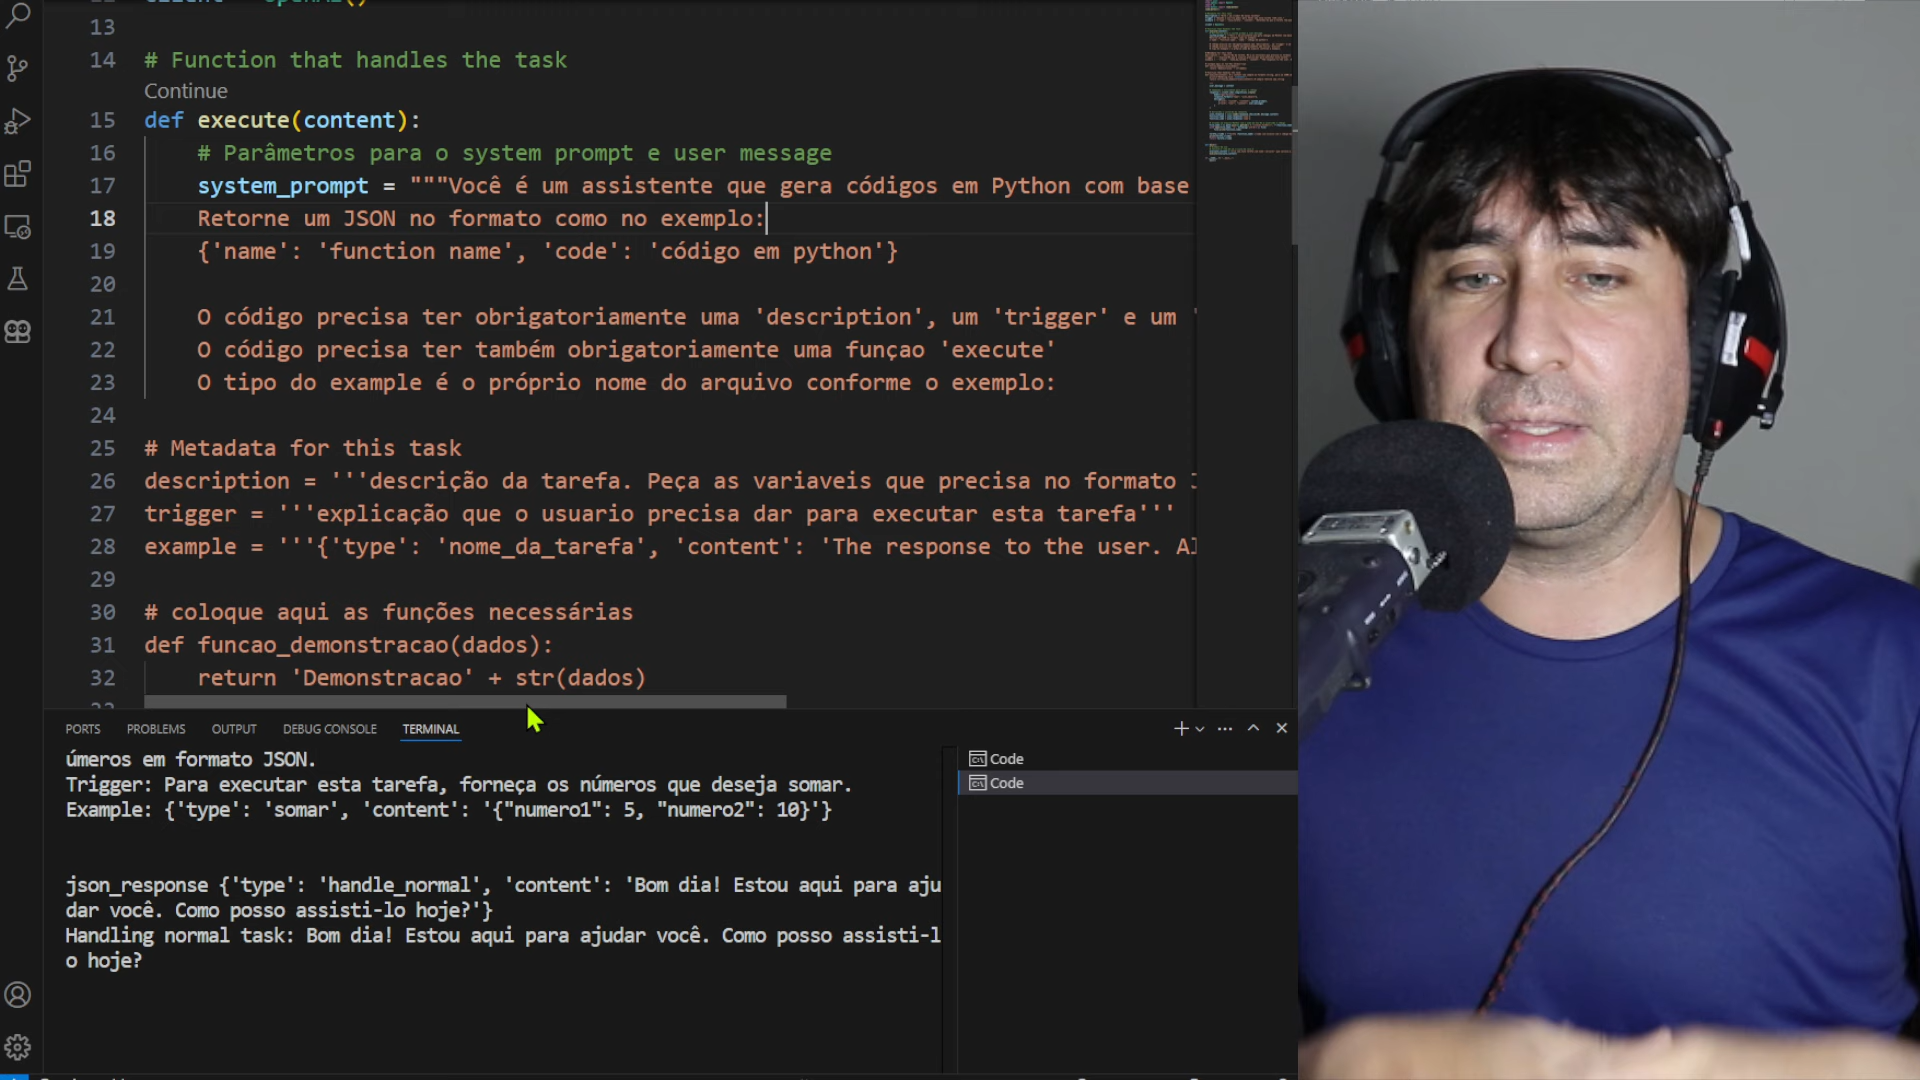 13
14 # Function that handles the task
Continue
15 def execute(content):
16 # Parâmetros para o system prompt e user message
17 system_prompt = """Você é um assistente que gera códigos em Python com base
18 Retorne um JSON no formato como no exemplo:
19 {'name': 'function name', 'code': 'código em python'}
20
21 O código precisa ter obrigatoriamente uma 'description', um 'trigger' e um '
22 O código precisa ter também obrigatoriamente uma funçao 'execute'
23 O tipo do example é o próprio nome do arquivo conforme o exemplo:
24
25 # Metadata for this task
26 description = '''descrição da tarefa. Peça as variaveis que precisa no formato
27 trigger = '''explicação que o usuario precisa dar para executar esta tarefa'''
28 example = '''{'type': 'nome_da_tarefa', 'content': 'The response to the user.
29
30 # coloque aqui as funções necessárias
31 def funcao_demonstracao(dados):
32 return 'Demonstracao' + str(dados)
PORTS PROBLEMS OUTPUT DEBUG CONSOLE TERMINAL
úmeros em formato JSON.
Trigger: Para executar esta tarefa, forneça os números que deseja somar.
Example: {'type': 'somar', 'content': '{"numero1": 5, "numero2": 10}'}
json_response {'type': 'handle_normal', 'content': 'Bom dia! Estou aqui para aju
dar você. Como posso assisti-lo hoje?'}
Handling normal task: Bom dia! Estou aqui para ajudar você. Como posso assisti-l
o hoje?
Code
Code